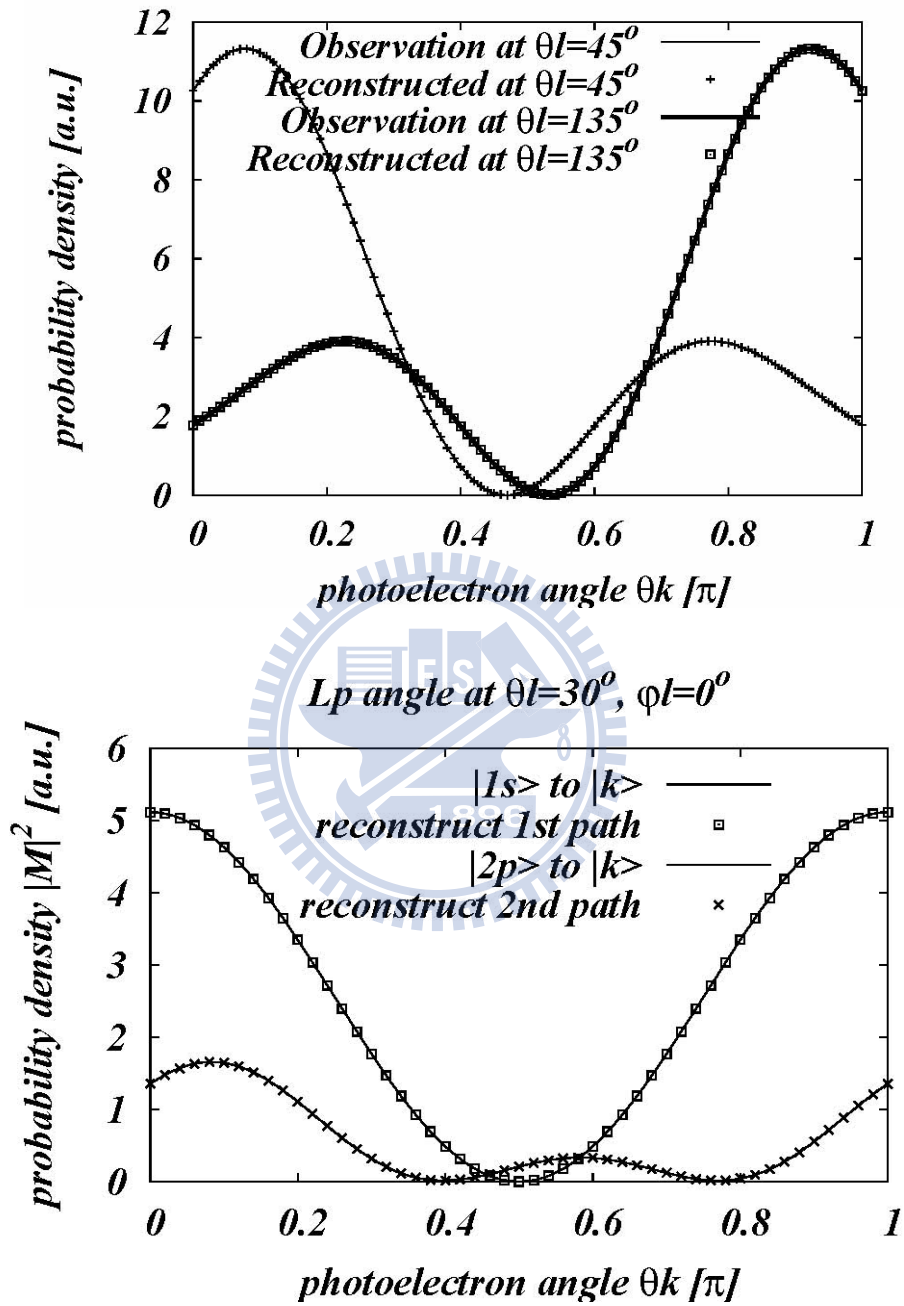 12
10
8
6
4
2
0
probability density [a.u.]
Observation at θl=45°
Reconstructed at θl=45°
Observation at θl=135°
Reconstructed at θl=135°
0 0.2 0.4 0.6 0.8 1
photoelectron angle θk [π]
Lp angle at θl=30°, φl=0°
6
5
4
3
2
1
0
probability density |M|² [a.u.]
|1s> to |k>
reconstruct 1st path
|2p> to |k>
reconstruct 2nd path
0 0.2 0.4 0.6 0.8 1
photoelectron angle θk [π]
E S
1896